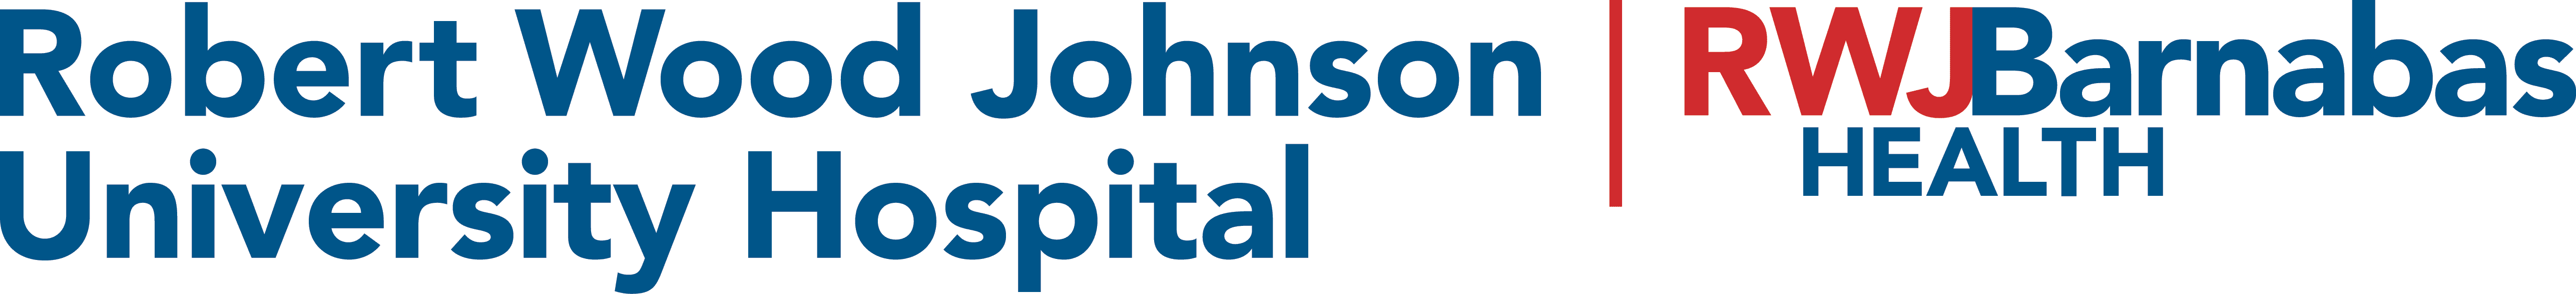 Robert Wood Johnson
University Hospital
RWJBarnabas
HEALTH